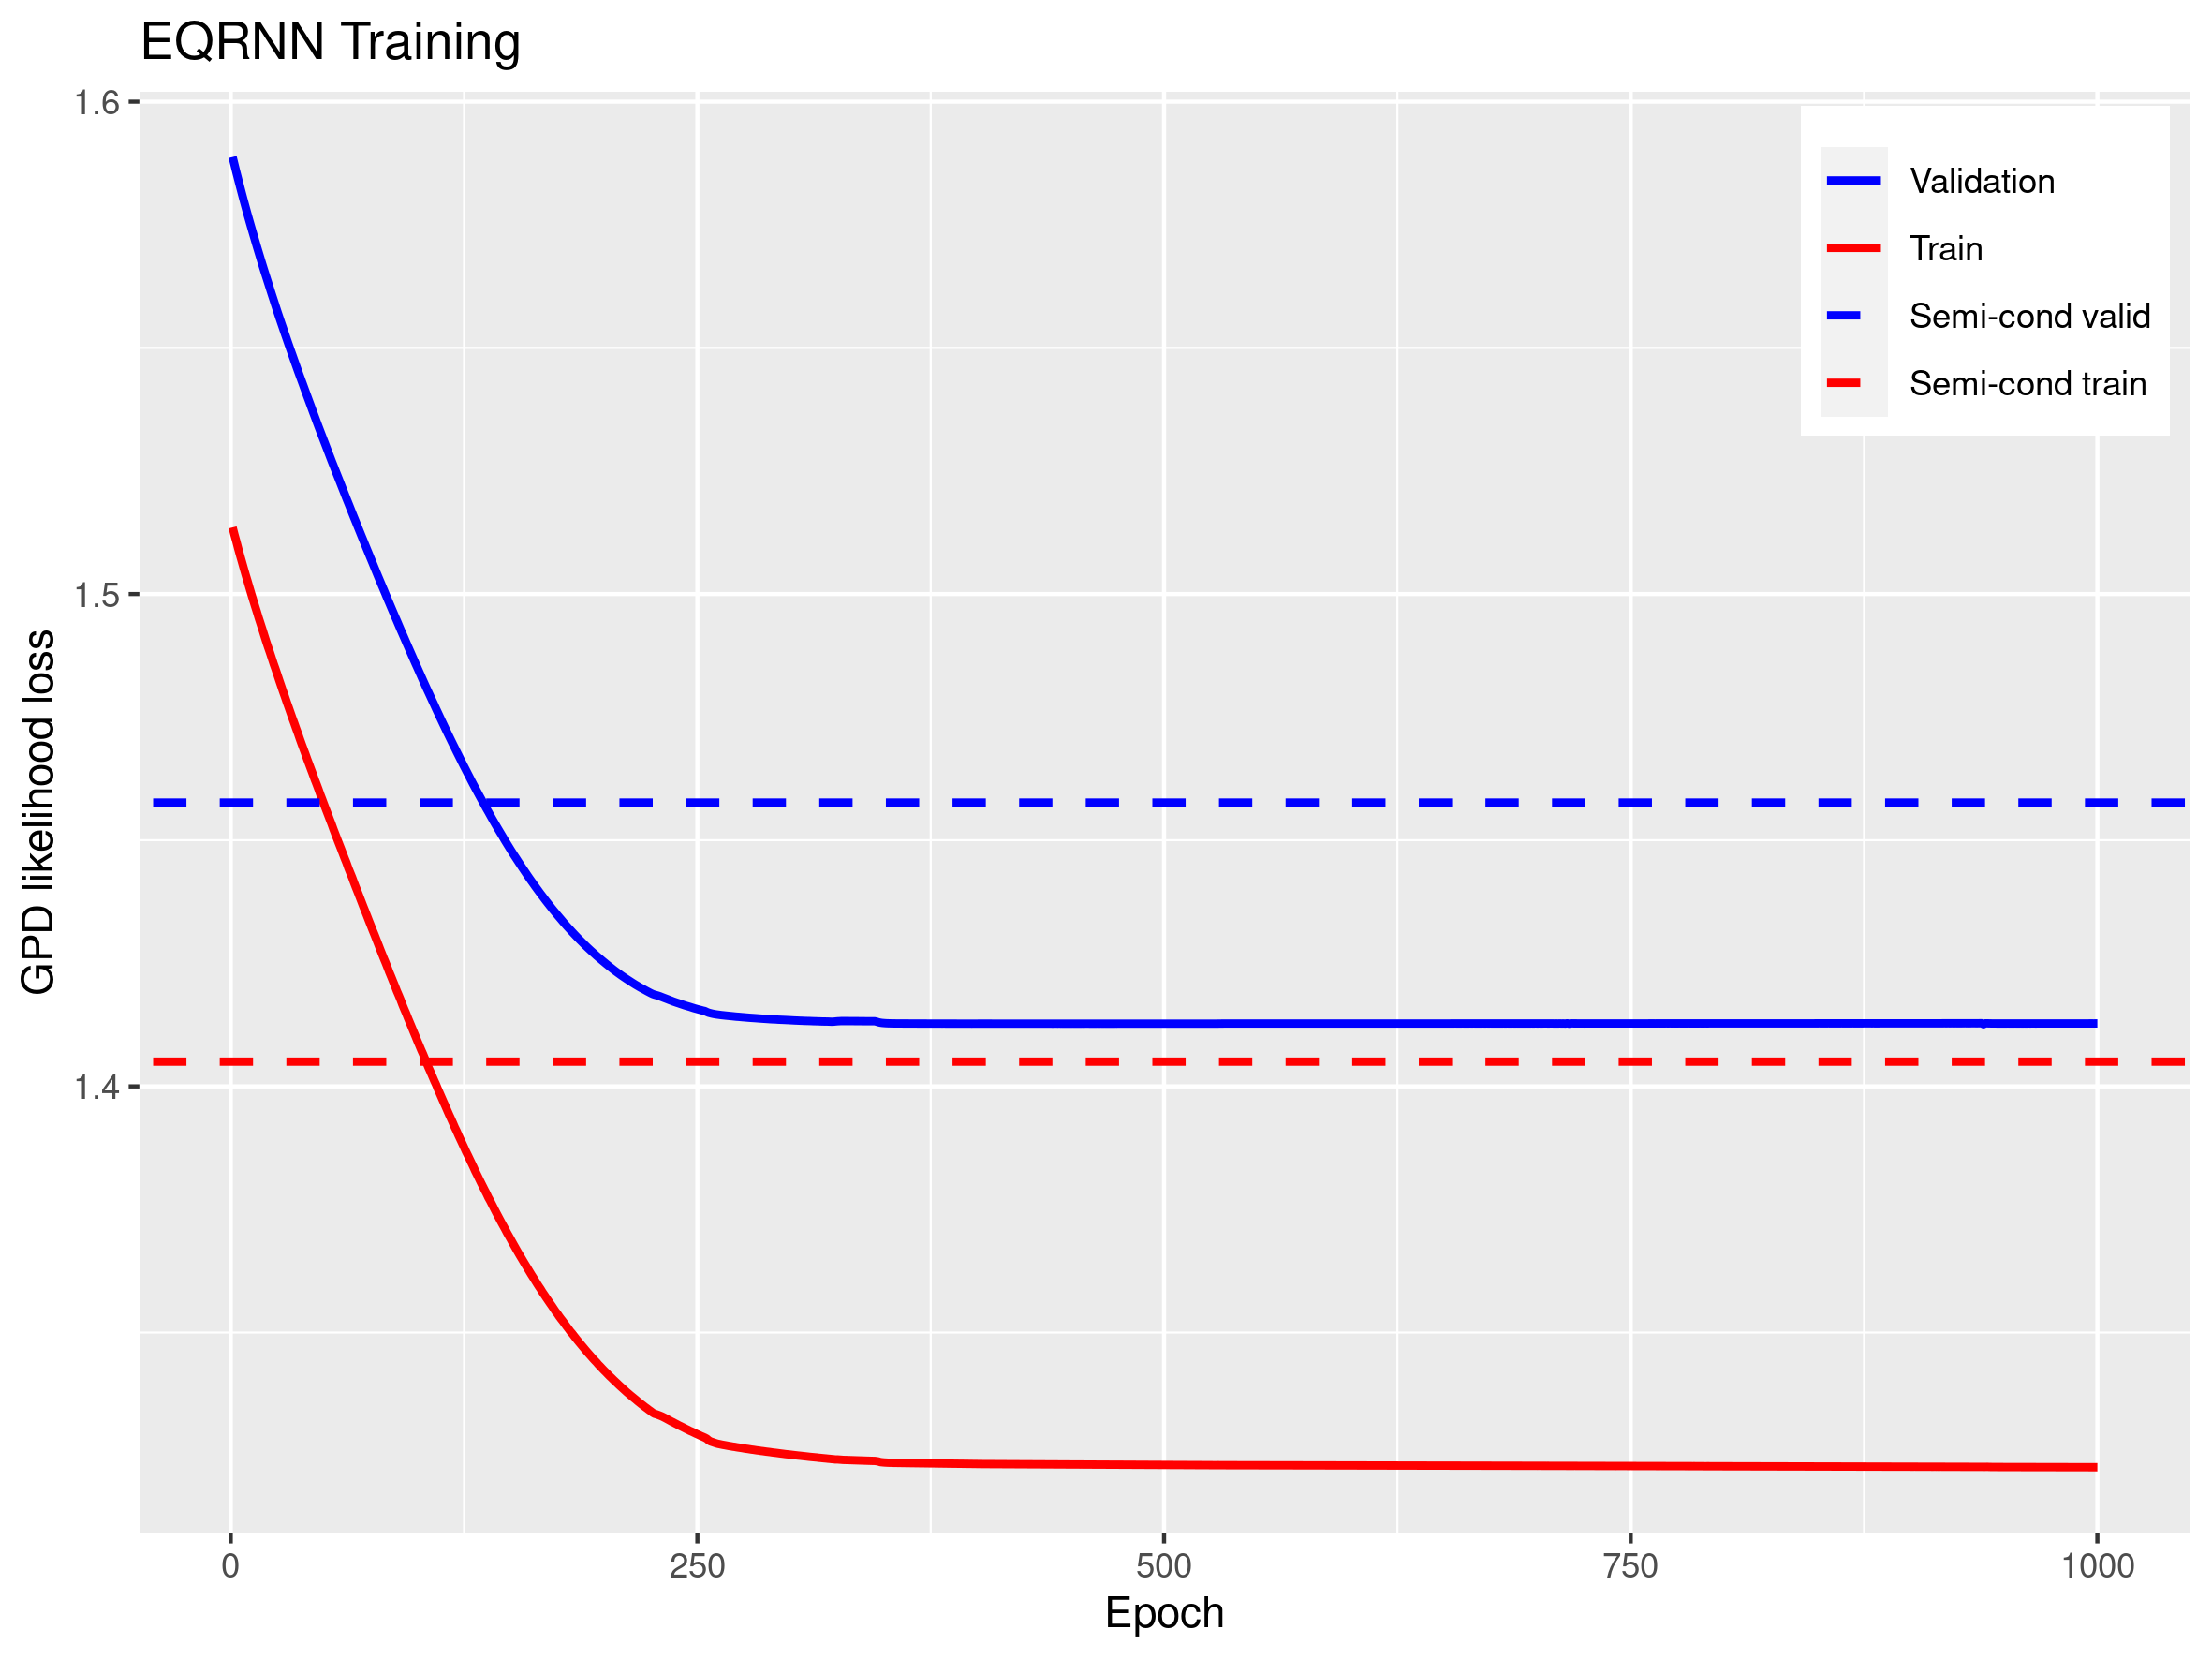 EQRNN Training
1.6
1.5
1.4
GPD likelihood loss
Validation
Train
Semi-cond valid
Semi-cond train
0 250 500 750 1000
Epoch